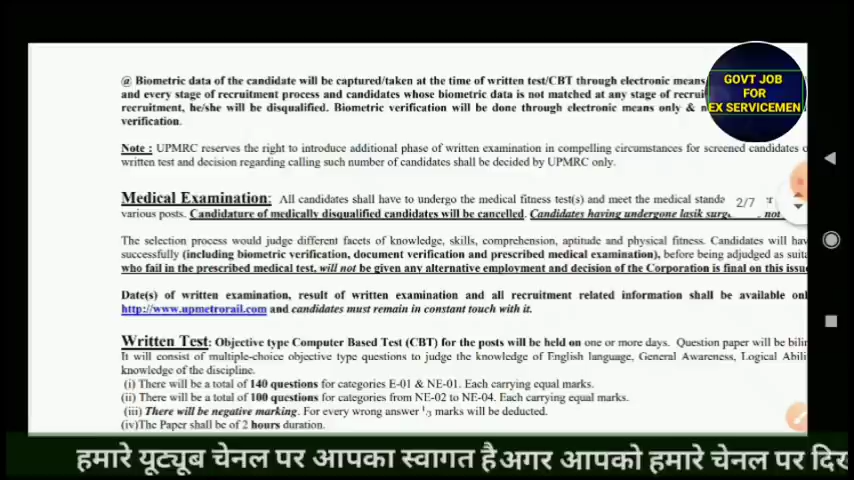 @ Biometric data of the candidate will be captured/taken at the time of written test/CBT through electronic means
and every stage of recruitment process and candidates whose biometric data is not matched at any stage of
recruitment, he/she will be disqualified. Biometric verification will be done through electronic means only &
verification.
GOVT JOB
FOR
EX SERVICEMEN
Note : UPMRC reserves the right to introduce additional phase of written examination in compelling circumstances for screened candidates
written test and decision regarding calling such number of candidates shall be decided by UPMRC only.
Medical Examination: All candidates shall have to undergo the medical fitness test(s) and meet the medical
various posts. Candidature of medically disqualified candidates will be cancelled. Candidates having undergone lasik
2/7
The selection process would judge different facets of knowledge, skills, comprehension, aptitude and physical fitness. Candidates will
successfully (including biometric verification, document verification and prescribed medical examination), before being adjudged as
who fail in the prescribed medical test, will not be given any alternative employment and decision of the Corporation is final on this
Date(s) of written examination, result of written examination and all recruitment related information shall be available
http://www.upmetrorail.com and candidates must remain in constant touch with it.
Written Test: Objective type Computer Based Test (CBT) for the posts will be held on one or more days. Question paper will be
It will consist of multiple-choice objective type questions to judge the knowledge of English language, General Awareness, Logical
knowledge of the discipline.
(i) There will be a total of 140 questions for categories E-01 & NE-01. Each carrying equal marks.
(ii) There will be a total of 100 questions for categories from NE-02 to NE-04. Each carrying equal marks.
(iii) There will be negative marking. For every wrong answer 1/3 marks will be deducted.
(iv)The Paper shall be of 2 hours duration.
हमारे यूट्यूब चेनल पर आपका स्वागत है अगर आपको हमारे चेनल पर